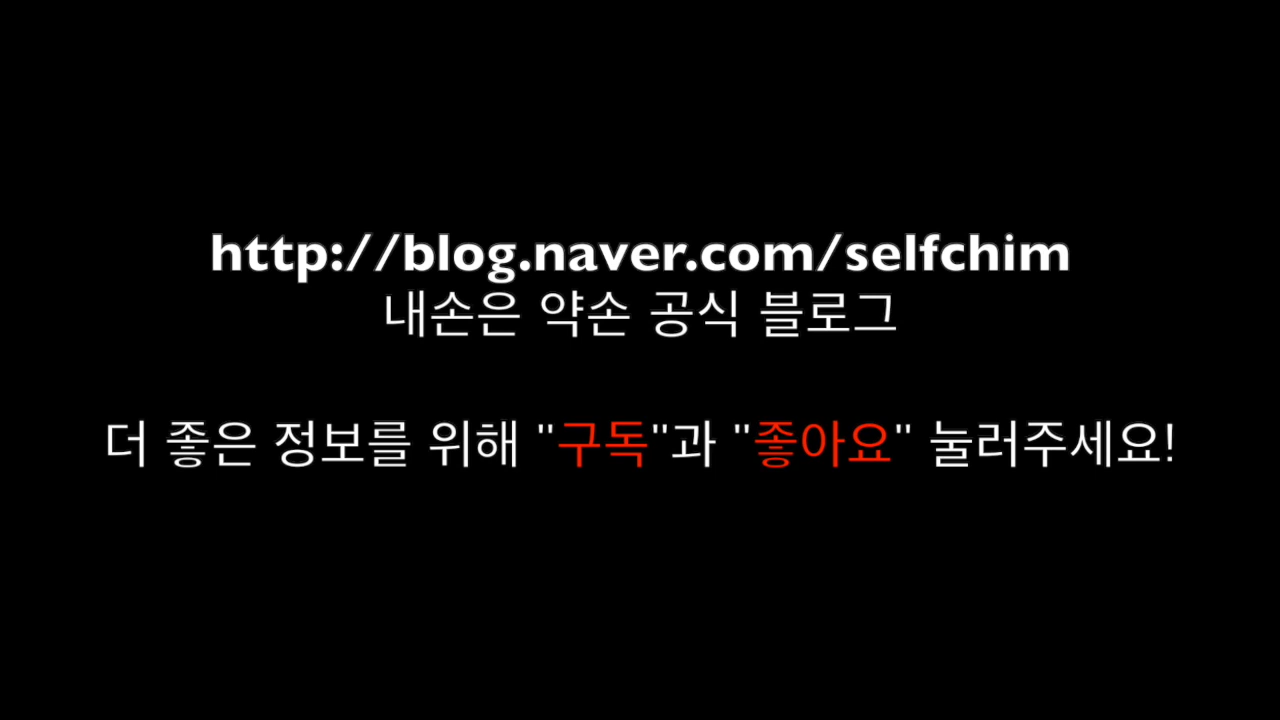 http://blog.naver.com/selfchim
내손은 약손 공식 블로그
더 좋은 정보를 위해 "구독"과 "좋아요" 눌러주세요!